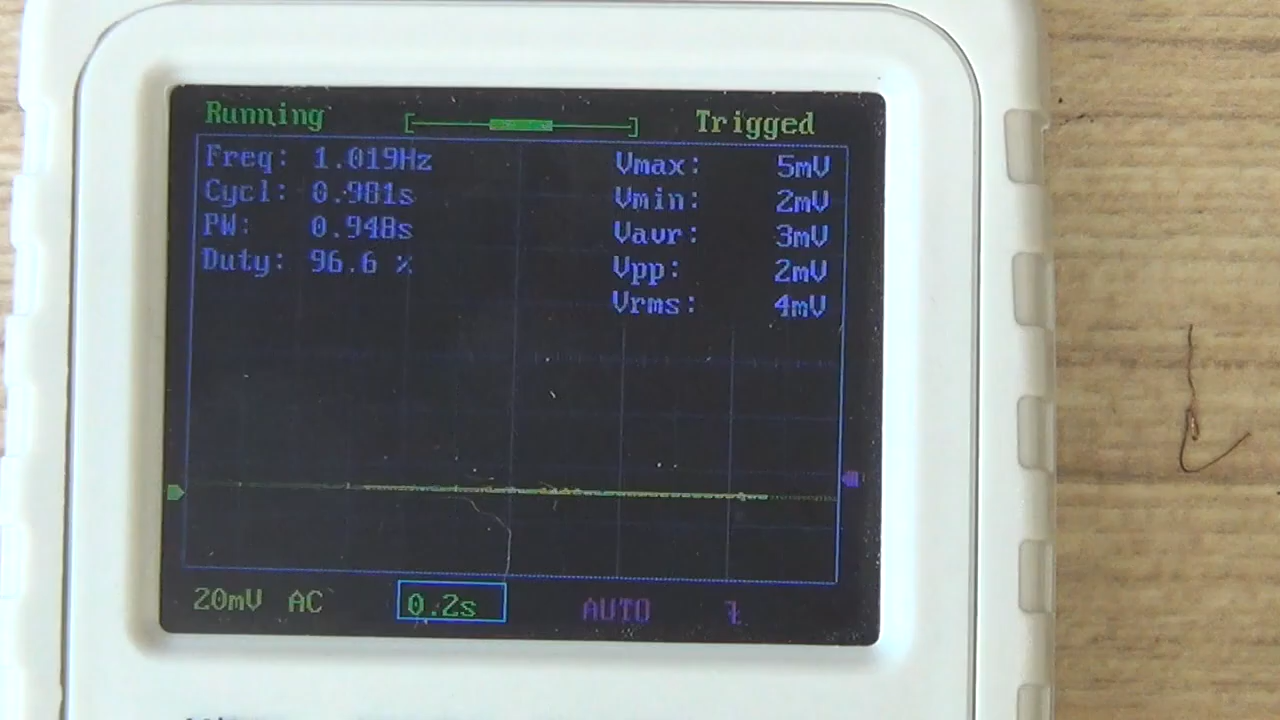 Running Trigged
Freq: 1.019Hz Vmax: 5mV
Cycl: 0.981s Vmin: 2mV
PW: 0.948s Vavr: 3mV
Duty: 96.6 % Vpp: 2mV
Vrms: 4mV
20mV AC 0.2s AUTO